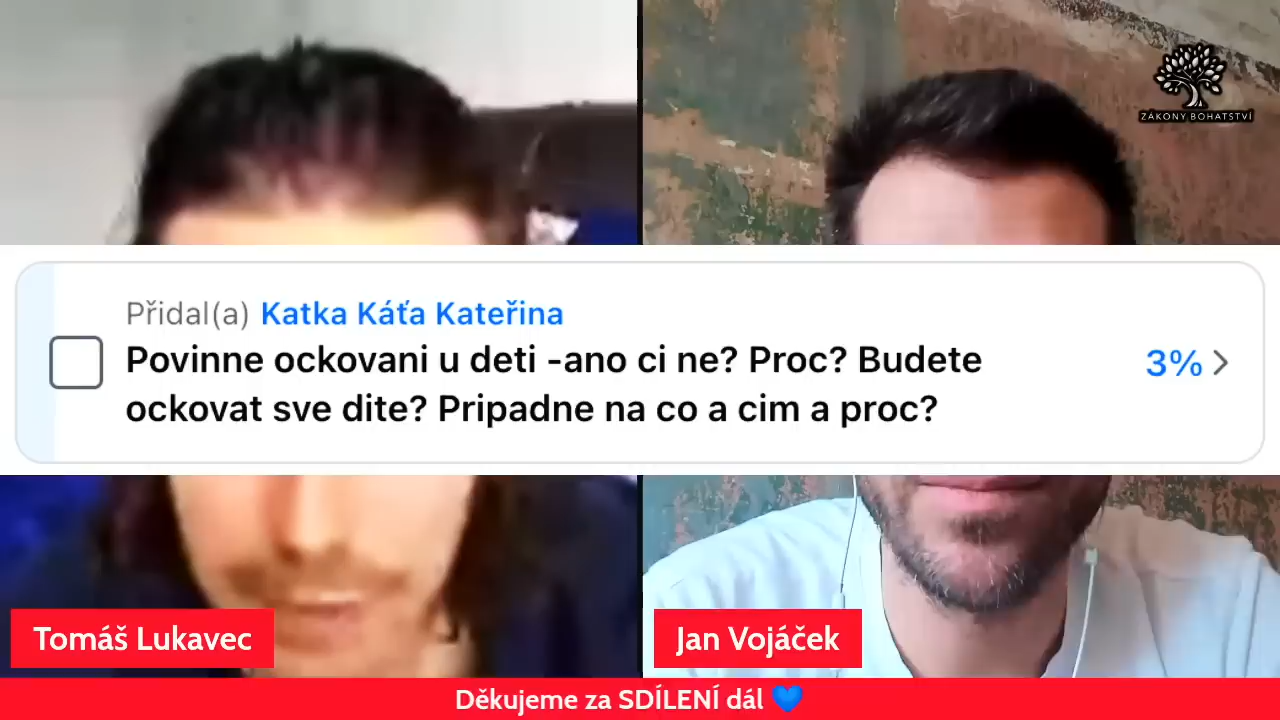 ZÁKONY BOHATSTVÍ
Přidal(a) Katka Káťa Kateřina
Povinne ockovani u deti -ano ci ne? Proc? Budete
ockovat sve dite? Pripadne na co a cim a proc?
3%
Tomáš Lukavec
Jan Vojáček
Děkujeme za SDÍLENÍ dál 💙